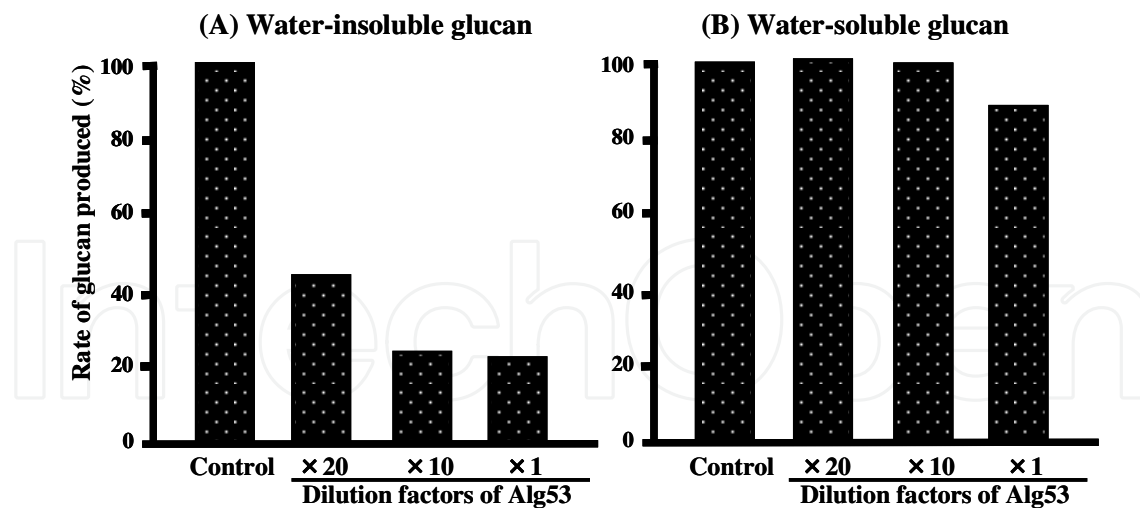 (A) Water-insoluble glucan
Rate of glucan produced (%)
100
80
60
40
20
0
Control ×20 ×10 ×1
Dilution factors of Alg53
(B) Water-soluble glucan
100
80
60
40
20
0
Control ×20 ×10 ×1
Dilution factors of Alg53
IntechOpen